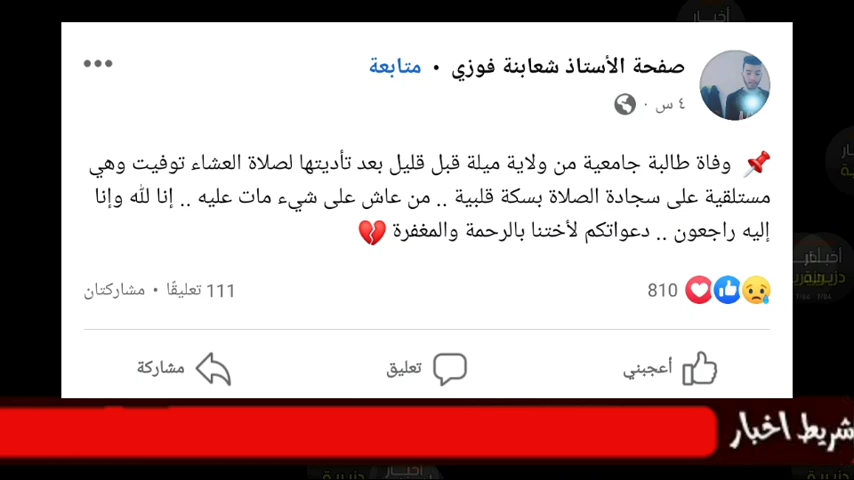 صفحة الأستاذ شعابنة فوزي • متابعة
٤ س ·
📌 وفاة طالبة جامعية من ولاية ميلة قبل قليل بعد تأديتها لصلاة العشاء توفيت وهي
مستلقية على سجادة الصلاة بسكة قلبية .. من عاش على شيء مات عليه .. إنا لله وإنا
إليه راجعون .. دعواتكم لأختنا بالرحمة والمغفرة 💔
810
111 تعليقًا • مشاركتان
أعجبني
تعليق
مشاركة
شريط اخبار